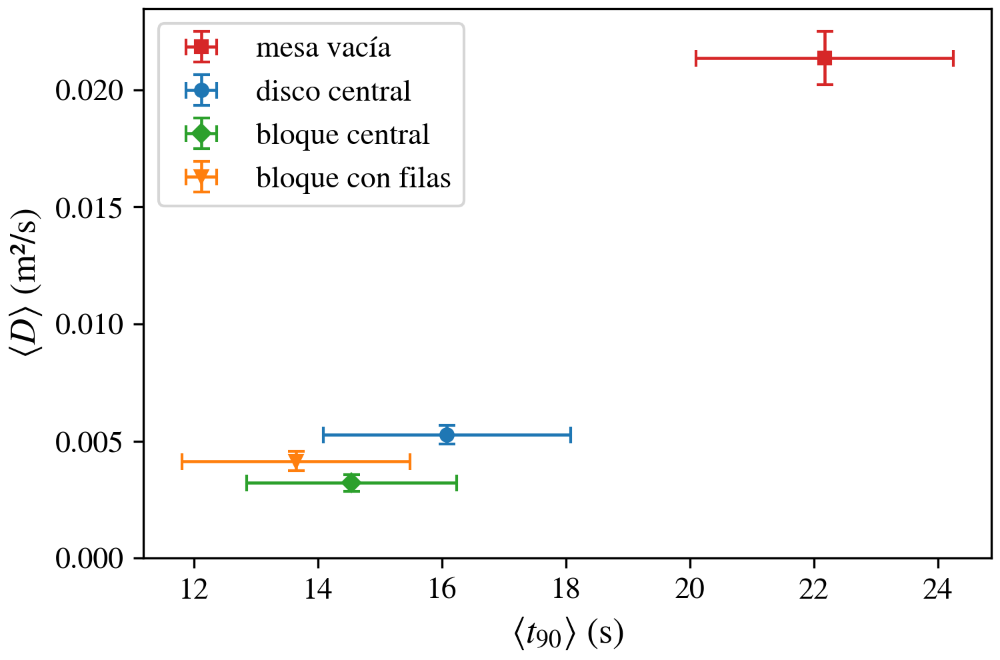 mesa vacía
disco central
bloque central
bloque con filas
0.020
0.015
0.010
0.005
0.000
⟨D⟩ (m²/s)
12 14 16 18 20 22 24
⟨t₉₀⟩ (s)